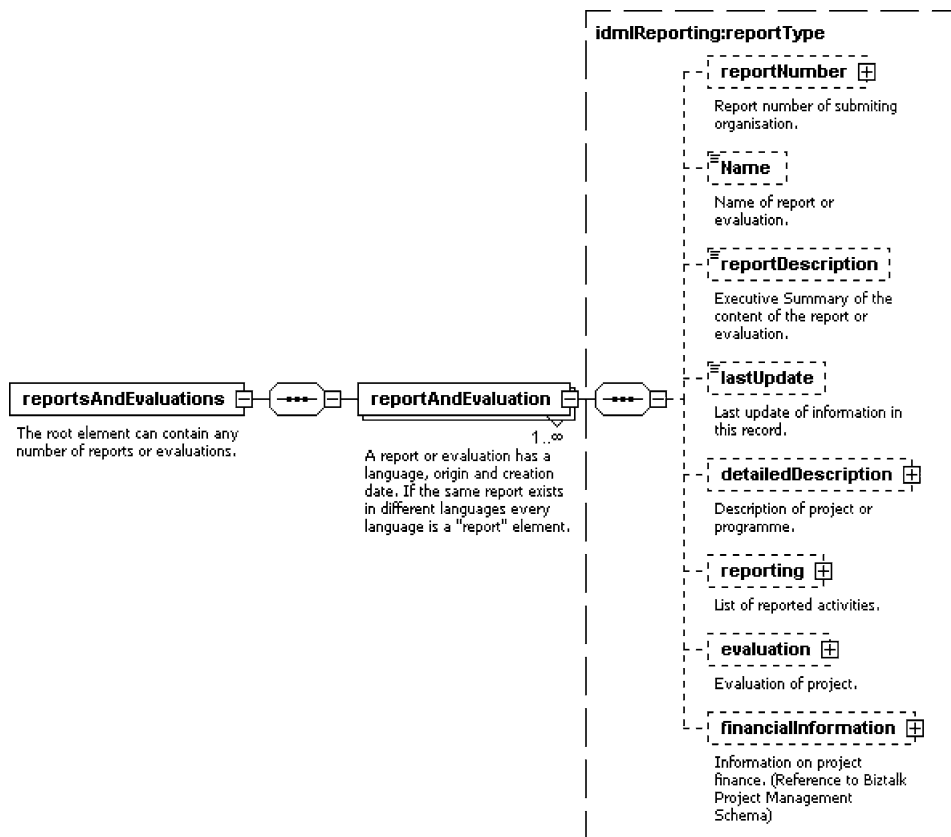 idmlReporting:reportType
reportNumber
Report number of submiting
organisation.
Name
Name of report or
evaluation.
reportDescription
Executive Summary of the
content of the report or
evaluation.
reportsAndEvaluations
The root element can contain any
number of reports or evaluations.
reportAndEvaluation
1..∞
A report or evaluation has a
language, origin and creation
date. If the same report exists
in different languages every
language is a "report" element.
lastUpdate
Last update of information in
this record.
detailedDescription
Description of project or
programme.
reporting
List of reported activities.
evaluation
Evaluation of project.
financialInformation
Information on project
finance. (Reference to Biztalk
Project Management
Schema)